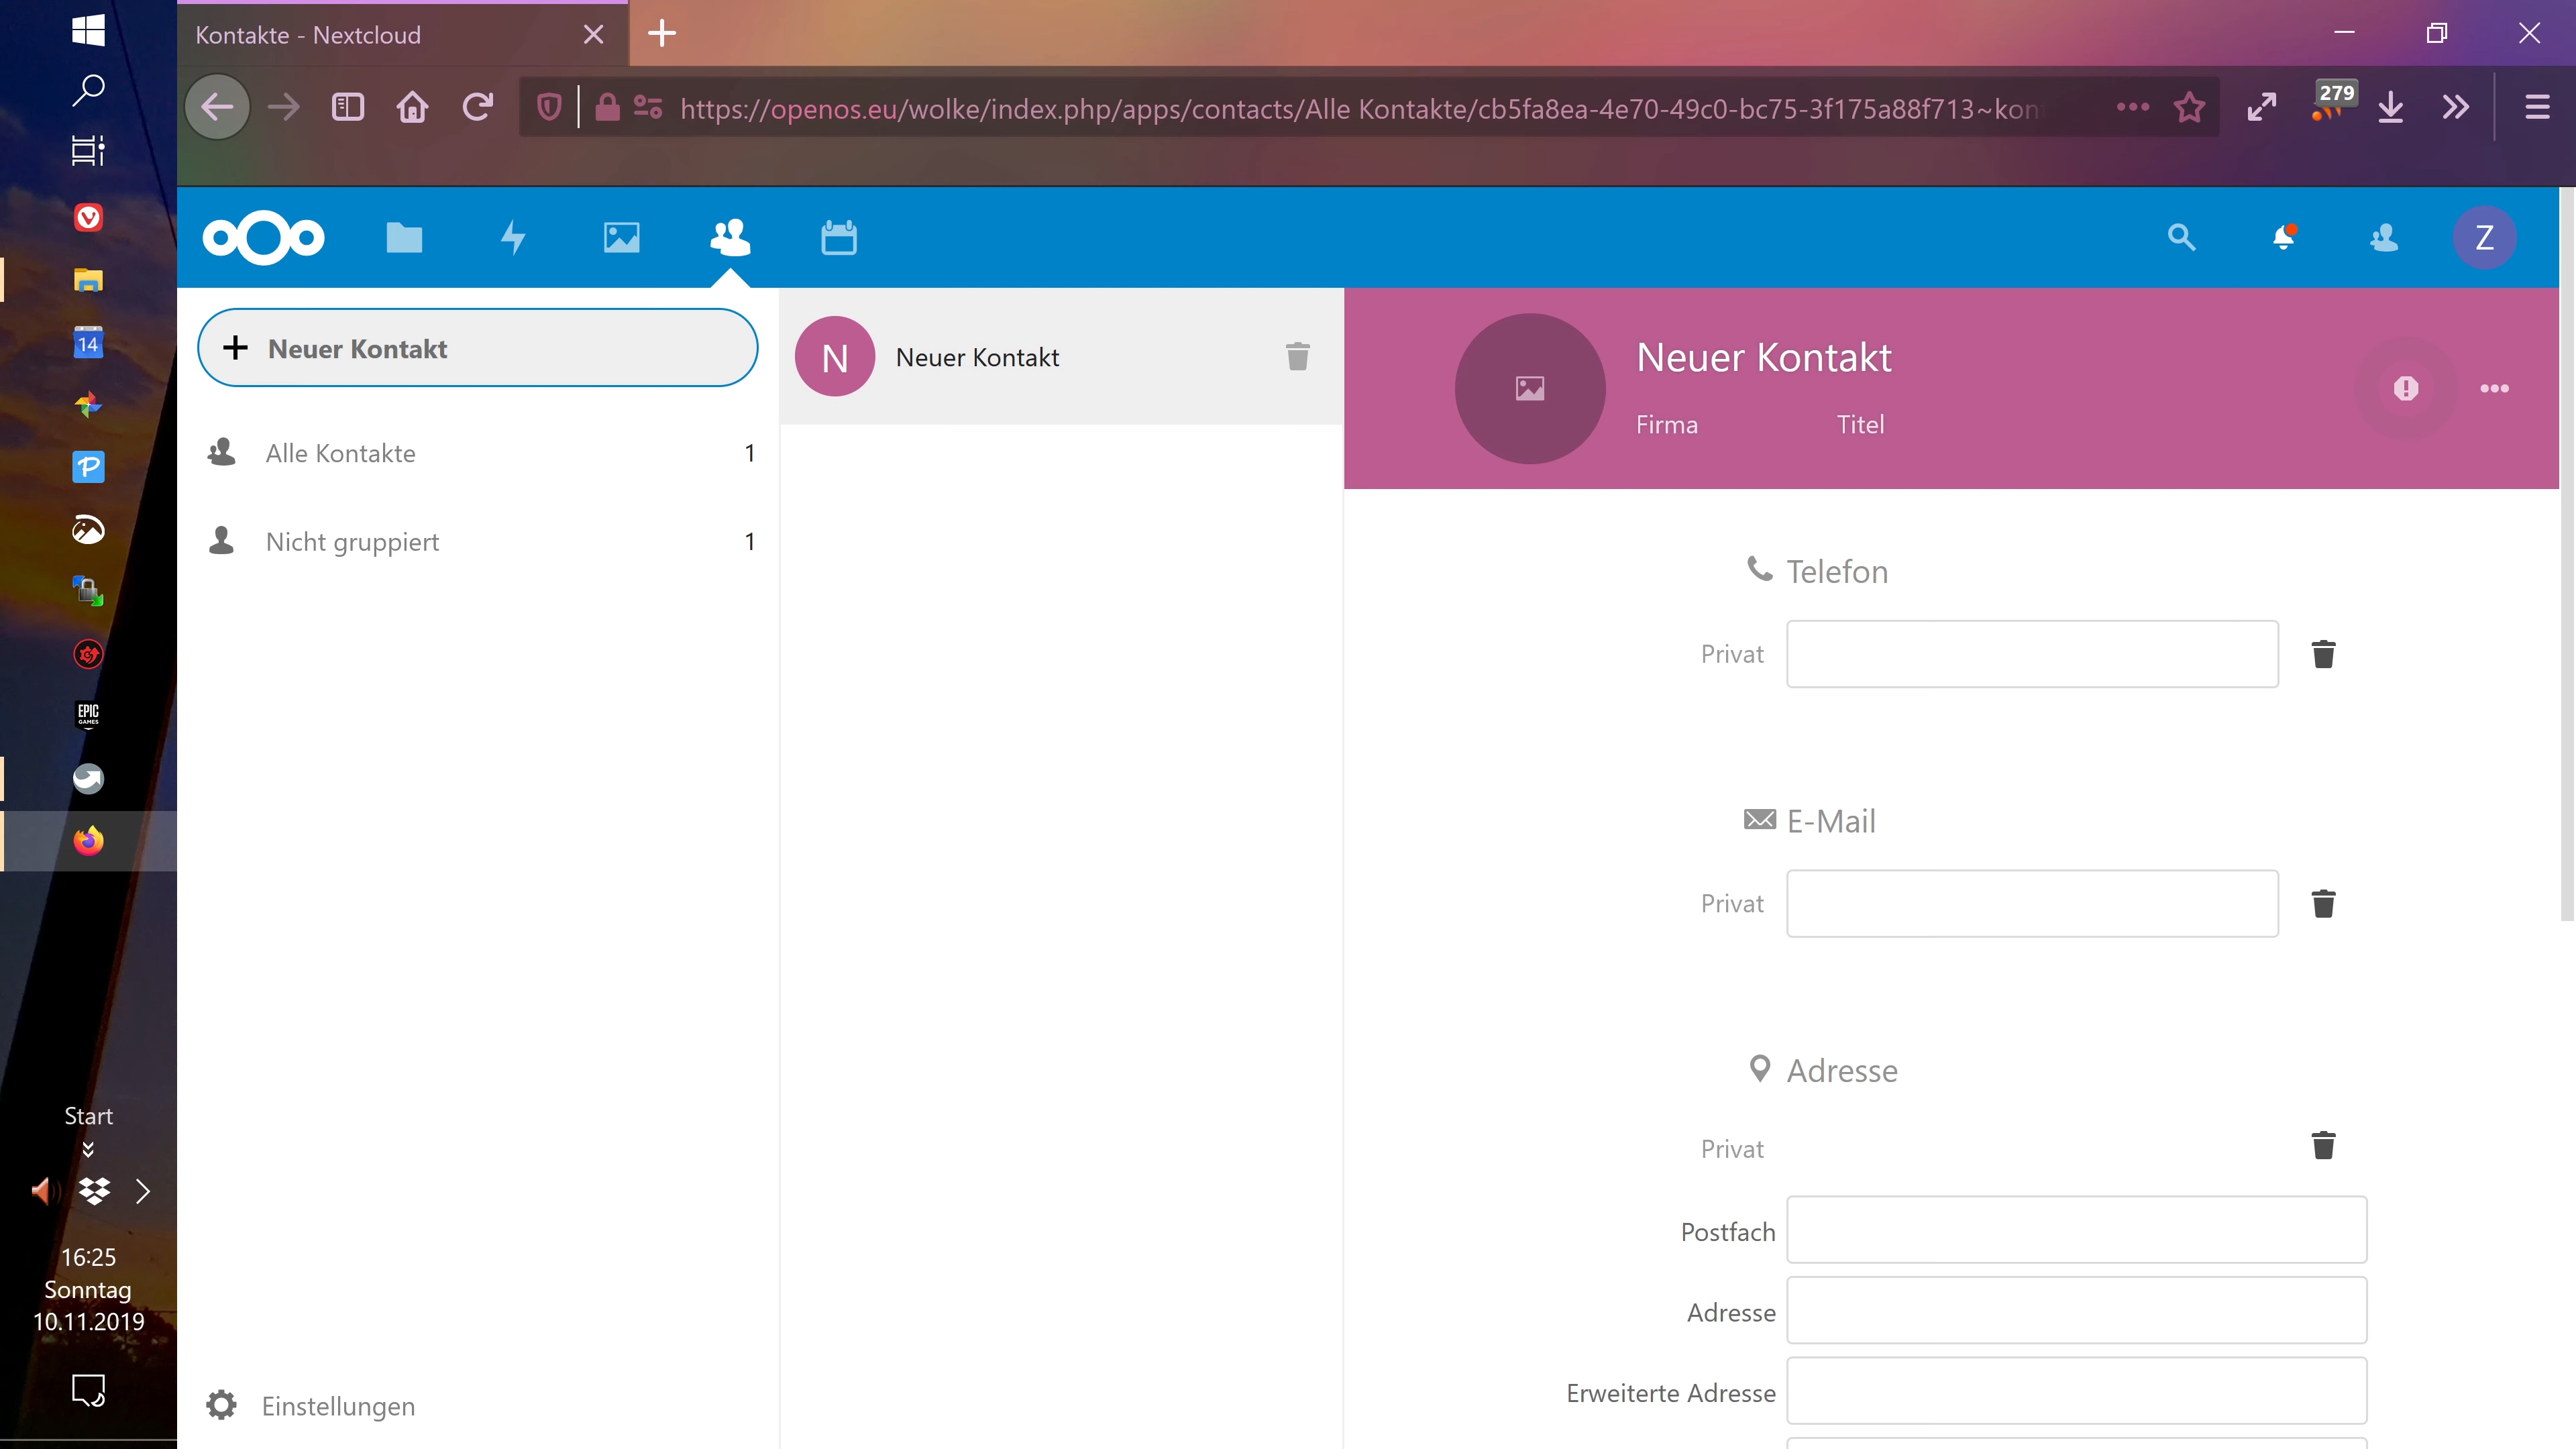 Kontakte - Nextcloud
https://openos.eu/wolke/index.php/apps/contacts/Alle Kontakte/cb5fa8ea-4e70-49c0-bc75-3f175a88f713~kon
279
14
EPIC
GAMES
Start
16:25
Sonntag
10.11.2019
Z
Neuer Kontakt
Alle Kontakte 1
Nicht gruppiert 1
Einstellungen
N Neuer Kontakt
Neuer Kontakt
Firma Titel
Telefon
Privat
E-Mail
Privat
Adresse
Privat
Postfach
Adresse
Erweiterte Adresse